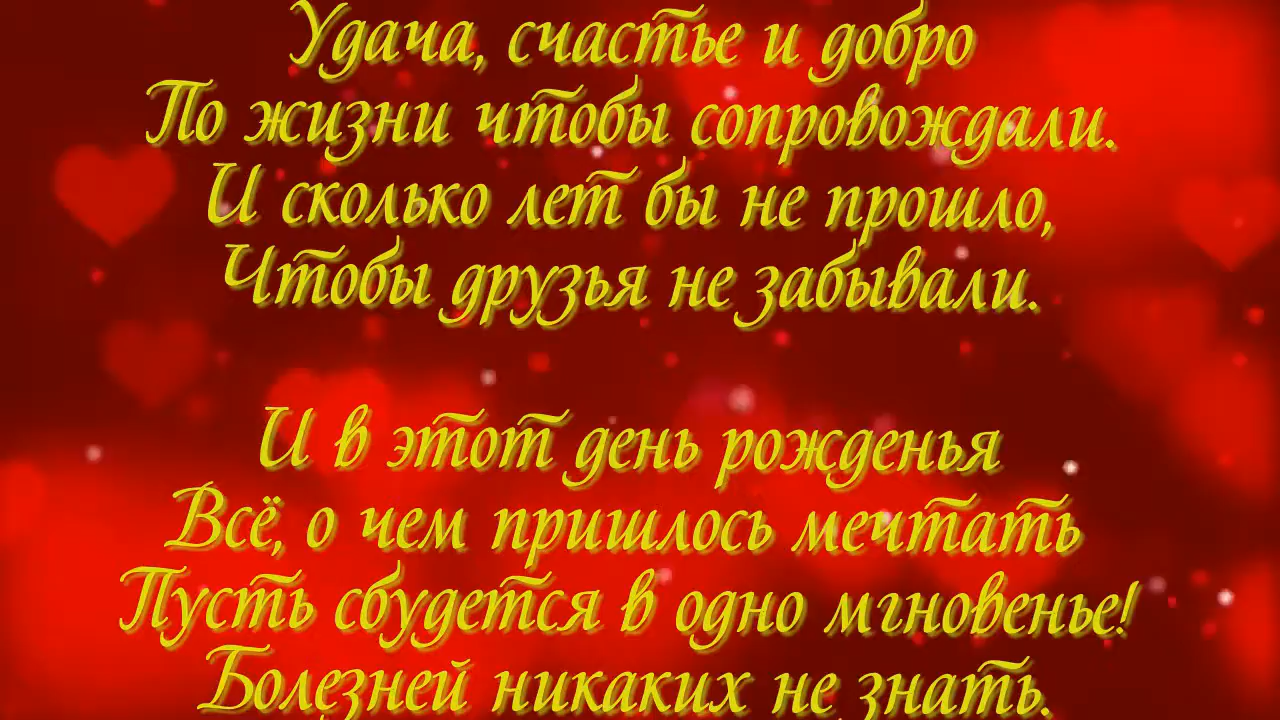 Удача, счастье и добро
По жизни чтобы сопровождали.
И сколько лет бы не прошло,
Чтобы друзья не забывали.
И в этот день рожденья
Всё, о чем пришлось мечтать
Пусть сбудется в одно мгновенье!
Болезней никаких не знать.